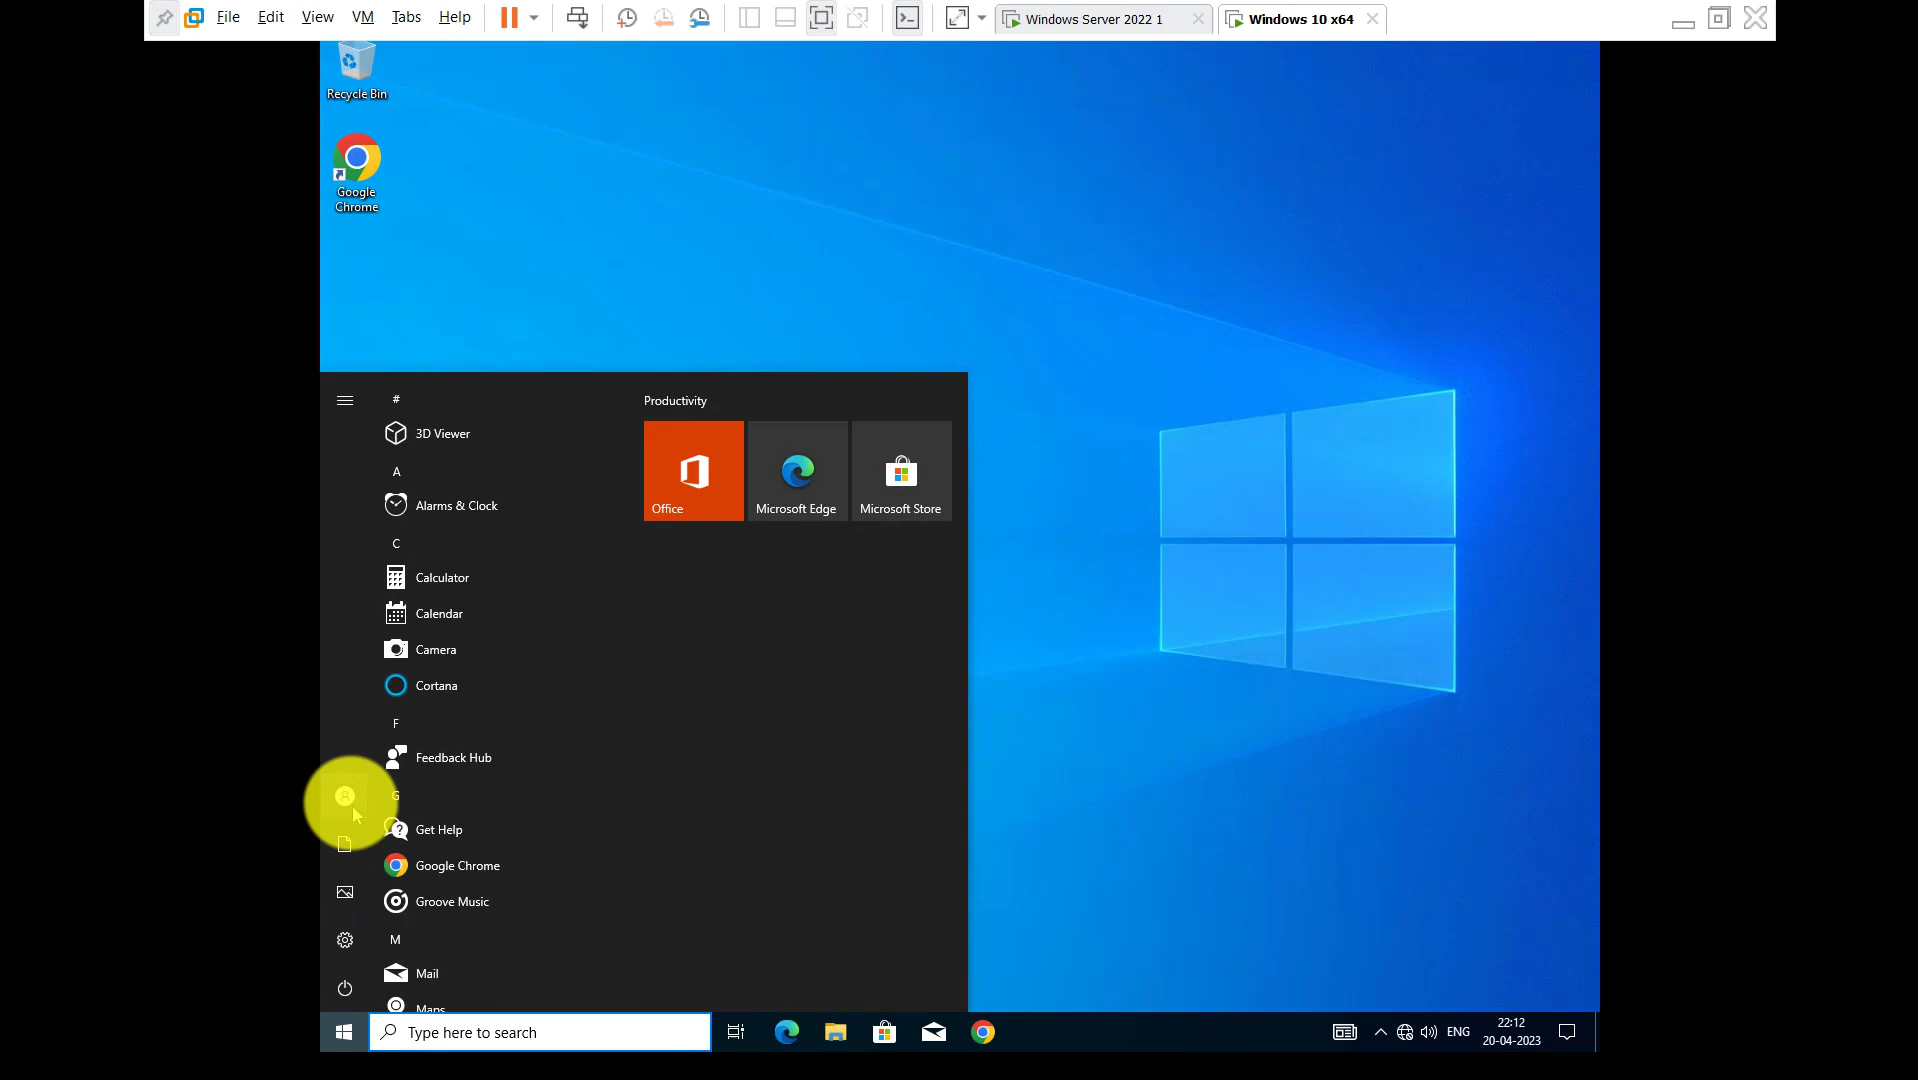 File Edit View VM Tabs Help
Windows Server 2022 1
Windows 10 x64
Recycle Bin
Google
Chrome
#
3D Viewer
A
Alarms & Clock
C
Calculator
Calendar
Camera
Cortana
F
Feedback Hub
G
Get Help
Google Chrome
Groove Music
M
Mail
Maps
Productivity
Office
Microsoft Edge
Microsoft Store
Type here to search
ENG
22:12
20-04-2023